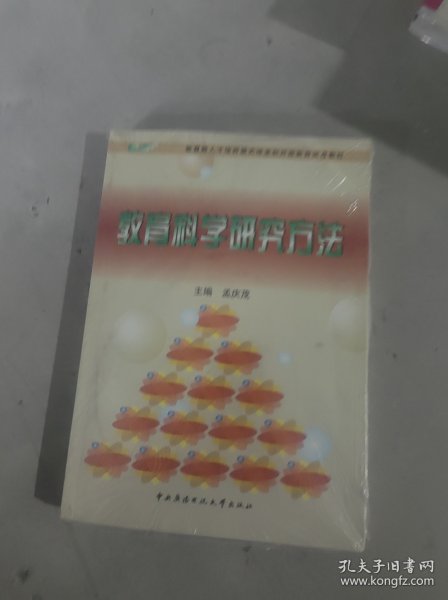 教育科学研究方法
主编 孟庆茂
中央广播电视大学出版社
孔夫子旧书网
www.kongfz.com